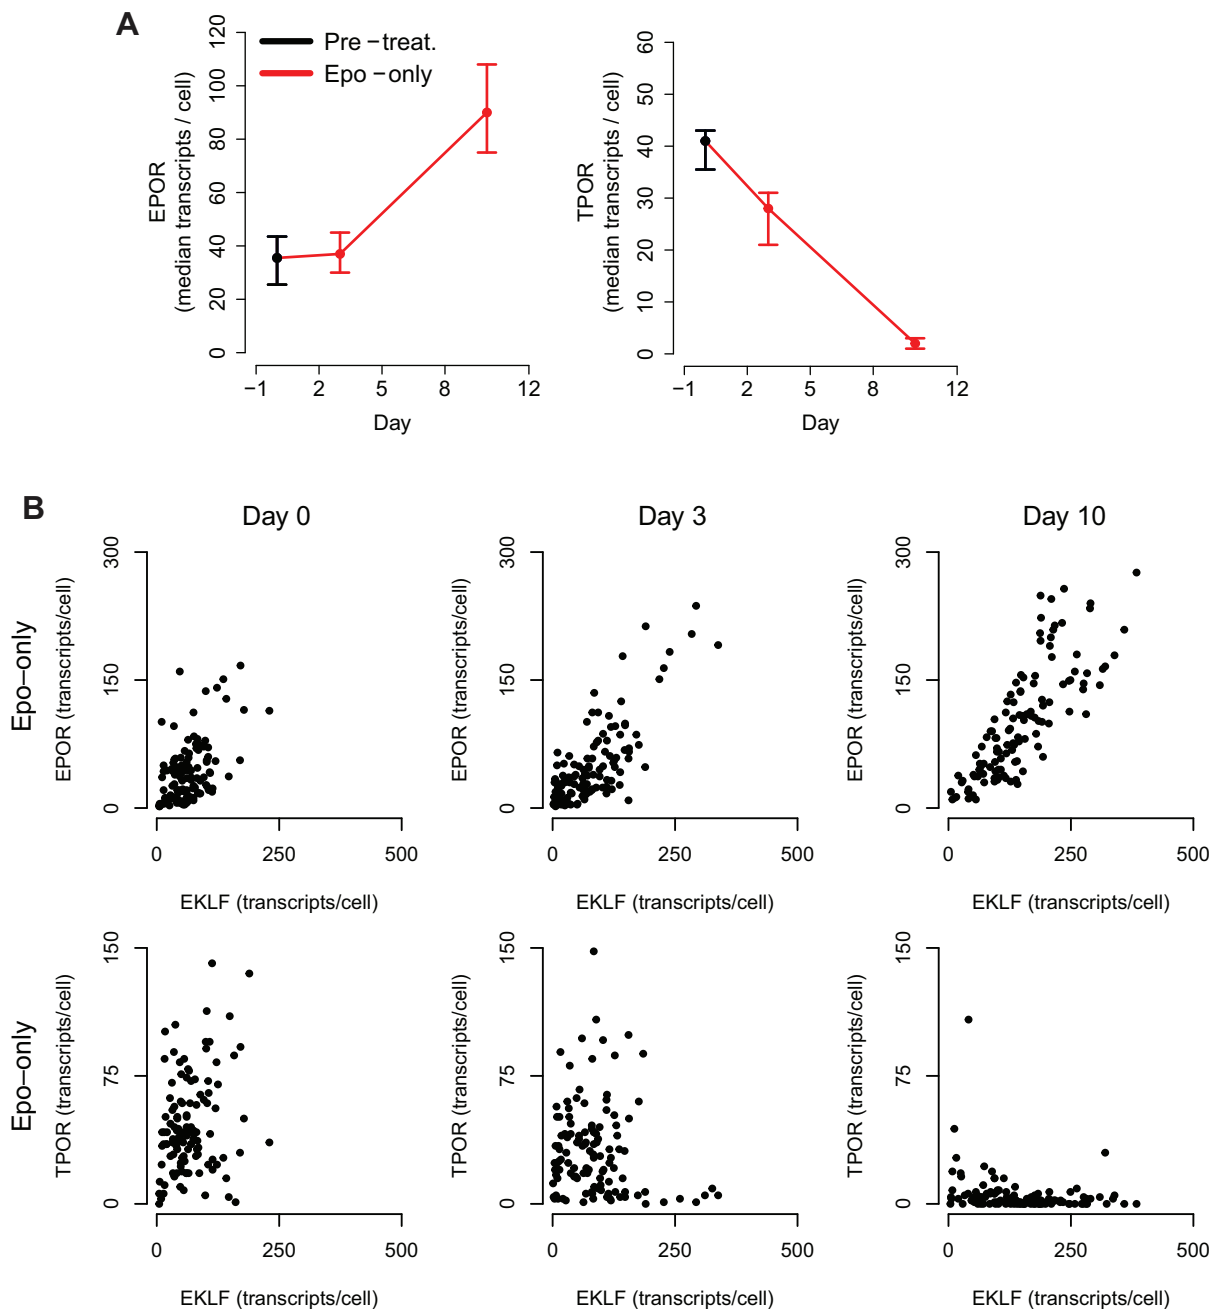 A
Pre −treat.
Epo −only
EPOR
(median transcripts / cell)
0 20 40 60 80 100 120
−1 2 5 8 12
Day
TPOR
(median transcripts / cell)
0 10 20 30 40 50 60
−1 2 5 8 12
Day
B
Day 0 Day 3 Day 10
Epo−only
EPOR (transcripts/cell)
0 150 300
0 250 500
EKLF (transcripts/cell)
EPOR (transcripts/cell)
0 150 300
0 250 500
EKLF (transcripts/cell)
EPOR (transcripts/cell)
0 150 300
0 250 500
EKLF (transcripts/cell)
Epo−only
TPOR (transcripts/cell)
0 75 150
0 250 500
EKLF (transcripts/cell)
TPOR (transcripts/cell)
0 75 150
0 250 500
EKLF (transcripts/cell)
TPOR (transcripts/cell)
0 75 150
0 250 500
EKLF (transcripts/cell)